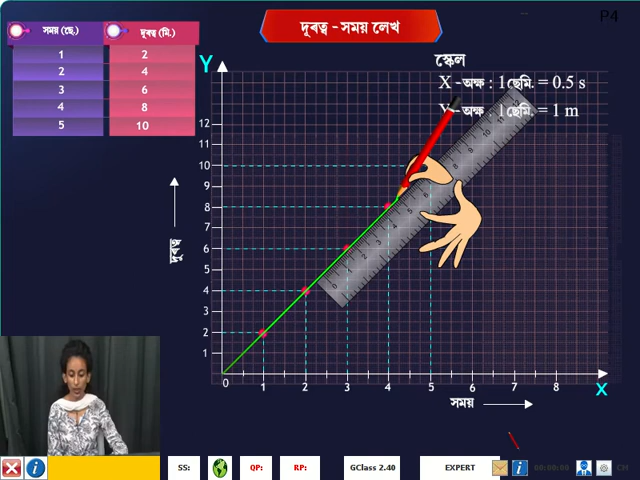 দূৰত্ব - সময় লেখ
P4
সময় (ছে.) দূৰত্ব (মি.)
1 2
2 4
3 6
4 8
5 10
স্কেল
X -অক্ষ : 1ছেমি. = 0.5 s
Y -অক্ষ : 1ছেমি. = 1 m
Y
12
11
10
9
8
7
6
5
4
3
2
1
দূৰত্ব
0 1 2 3 4 5 6 7 8
সময়
X
SS: QP: RP: GClass 2.40 EXPERT 00:00:00 CM